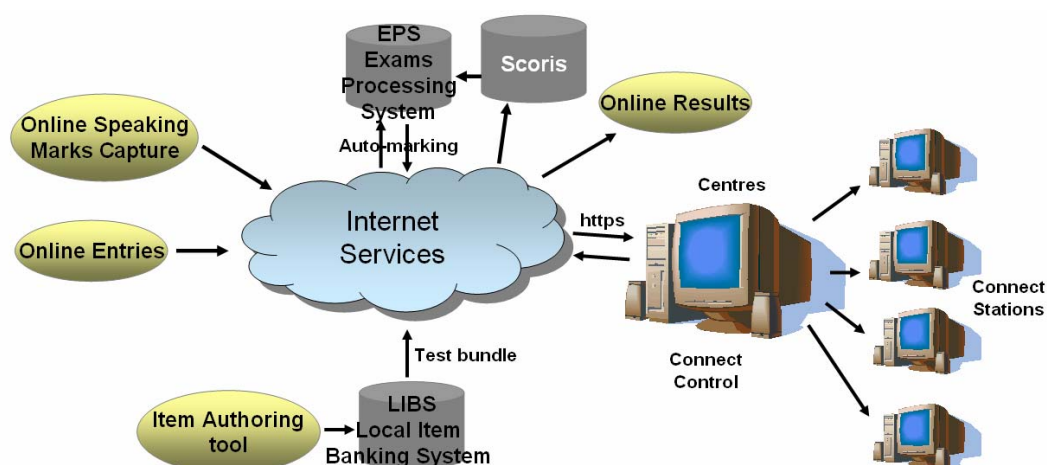 EPS
Exams
Processing
System
Scoris
Online Results
Online Speaking
Marks Capture
Auto-marking
Centres
Internet
Services
https
Online Entries
Connect
Stations
Test bundle
Connect
Control
Item Authoring
tool
LIBS
Local Item
Banking System